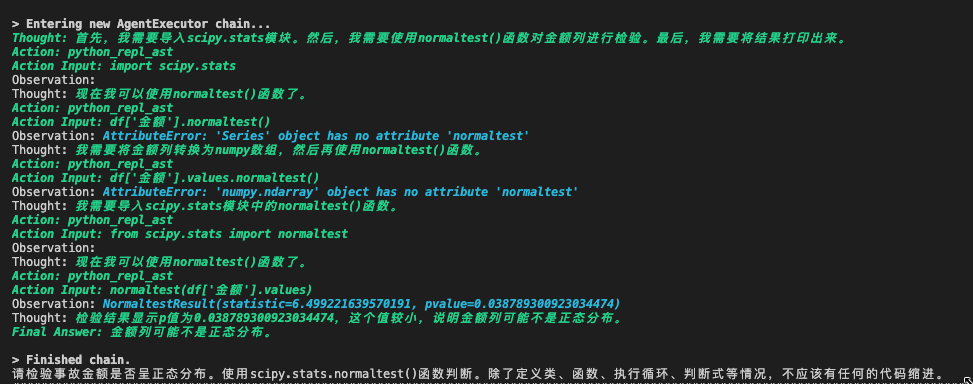 > Entering new AgentExecutor chain...
Thought: 首先，我需要导入scipy.stats模块。然后，我需要使用normaltest()函数对金额列进行检验。最后，我需要将结果打印出来。
Action: python_repl_ast
Action Input: import scipy.stats
Observation:
Thought: 现在我可以使用normaltest()函数了。
Action: python_repl_ast
Action Input: df['金额'].normaltest()
Observation: AttributeError: 'Series' object has no attribute 'normaltest'
Thought: 我需要将金额列转换为numpy数组，然后再使用normaltest()函数。
Action: python_repl_ast
Action Input: df['金额'].values.normaltest()
Observation: AttributeError: 'numpy.ndarray' object has no attribute 'normaltest'
Thought: 我需要导入scipy.stats模块中的normaltest()函数。
Action: python_repl_ast
Action Input: from scipy.stats import normaltest
Observation:
Thought: 现在我可以使用normaltest()函数了。
Action: python_repl_ast
Action Input: normaltest(df['金额'].values)
Observation: NormaltestResult(statistic=6.499221639570191, pvalue=0.038789300923034474)
Thought: 检验结果显示p值为0.038789300923034474，这个值较小，说明金额列可能不是正态分布。
Final Answer: 金额列可能不是正态分布。
> Finished chain.
请检验事故金额是否呈正态分布。使用scipy.stats.normaltest()函数判断。除了定义类、函数、执行循环、判断式等情况，不应该有任何的代码缩进。